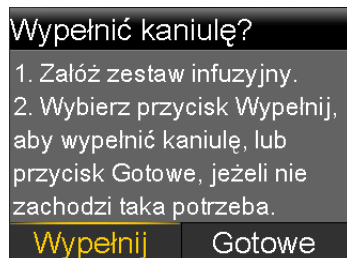 Wypełnić kaniulę?
1. Załóż zestaw infuzyjny.
2. Wybierz przycisk Wypełnij,
aby wypełnić kaniulę, lub
przycisk Gotowe, jeżeli nie
zachodzi taka potrzeba.
Wypełnij Gotowe